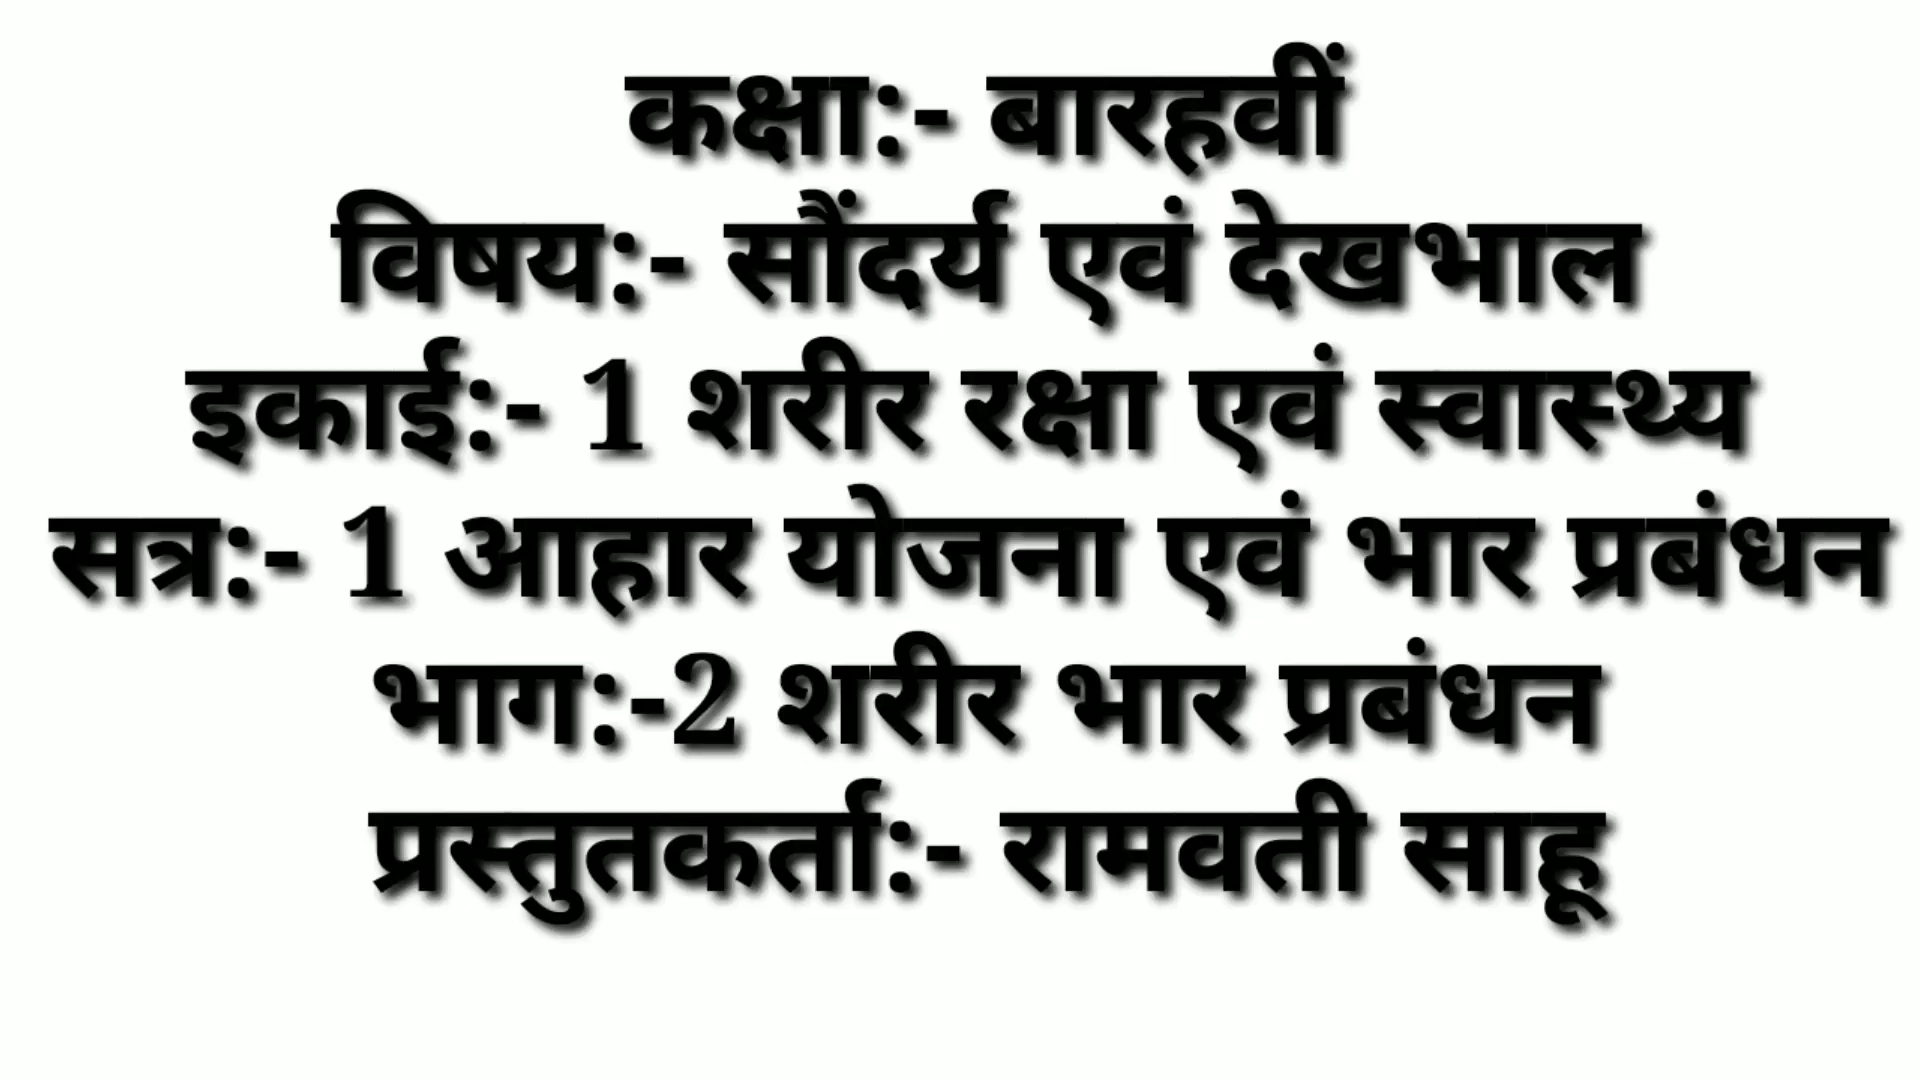 कक्षा:- बारहवीं
विषय:- सौंदर्य एवं देखभाल
इकाई:- 1 शरीर रक्षा एवं स्वास्थ्य
सत्र:- 1 आहार योजना एवं भार प्रबंधन
भाग:-2 शरीर भार प्रबंधन
प्रस्तुतकर्ता:- रामवती साहू